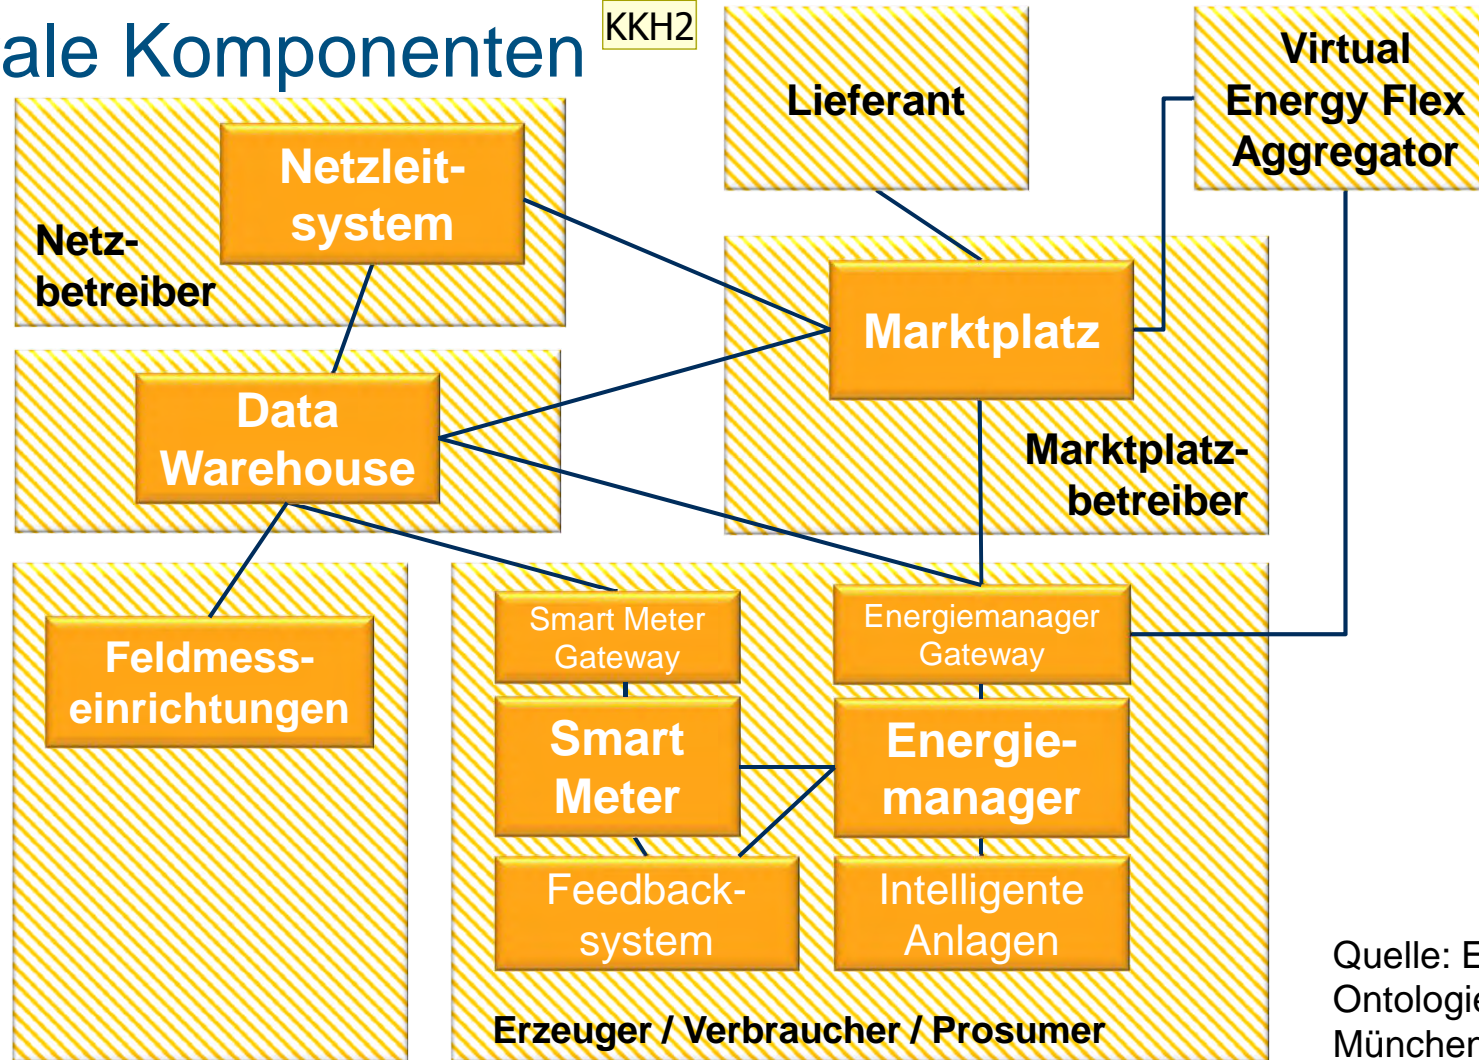 ale Komponenten
KKH2
Lieferant
Virtual
Energy Flex
Aggregator
Netzleit-
system
Netz-
betreiber
Marktplatz
Marktplatz-
betreiber
Data
Warehouse
Feldmess-
einrichtungen
Smart Meter
Gateway
Energiemanager
Gateway
Smart
Meter
Energie-
manager
Feedback-
system
Intelligente
Anlagen
Erzeuger / Verbraucher / Prosumer
Quelle: E
Ontologie
München